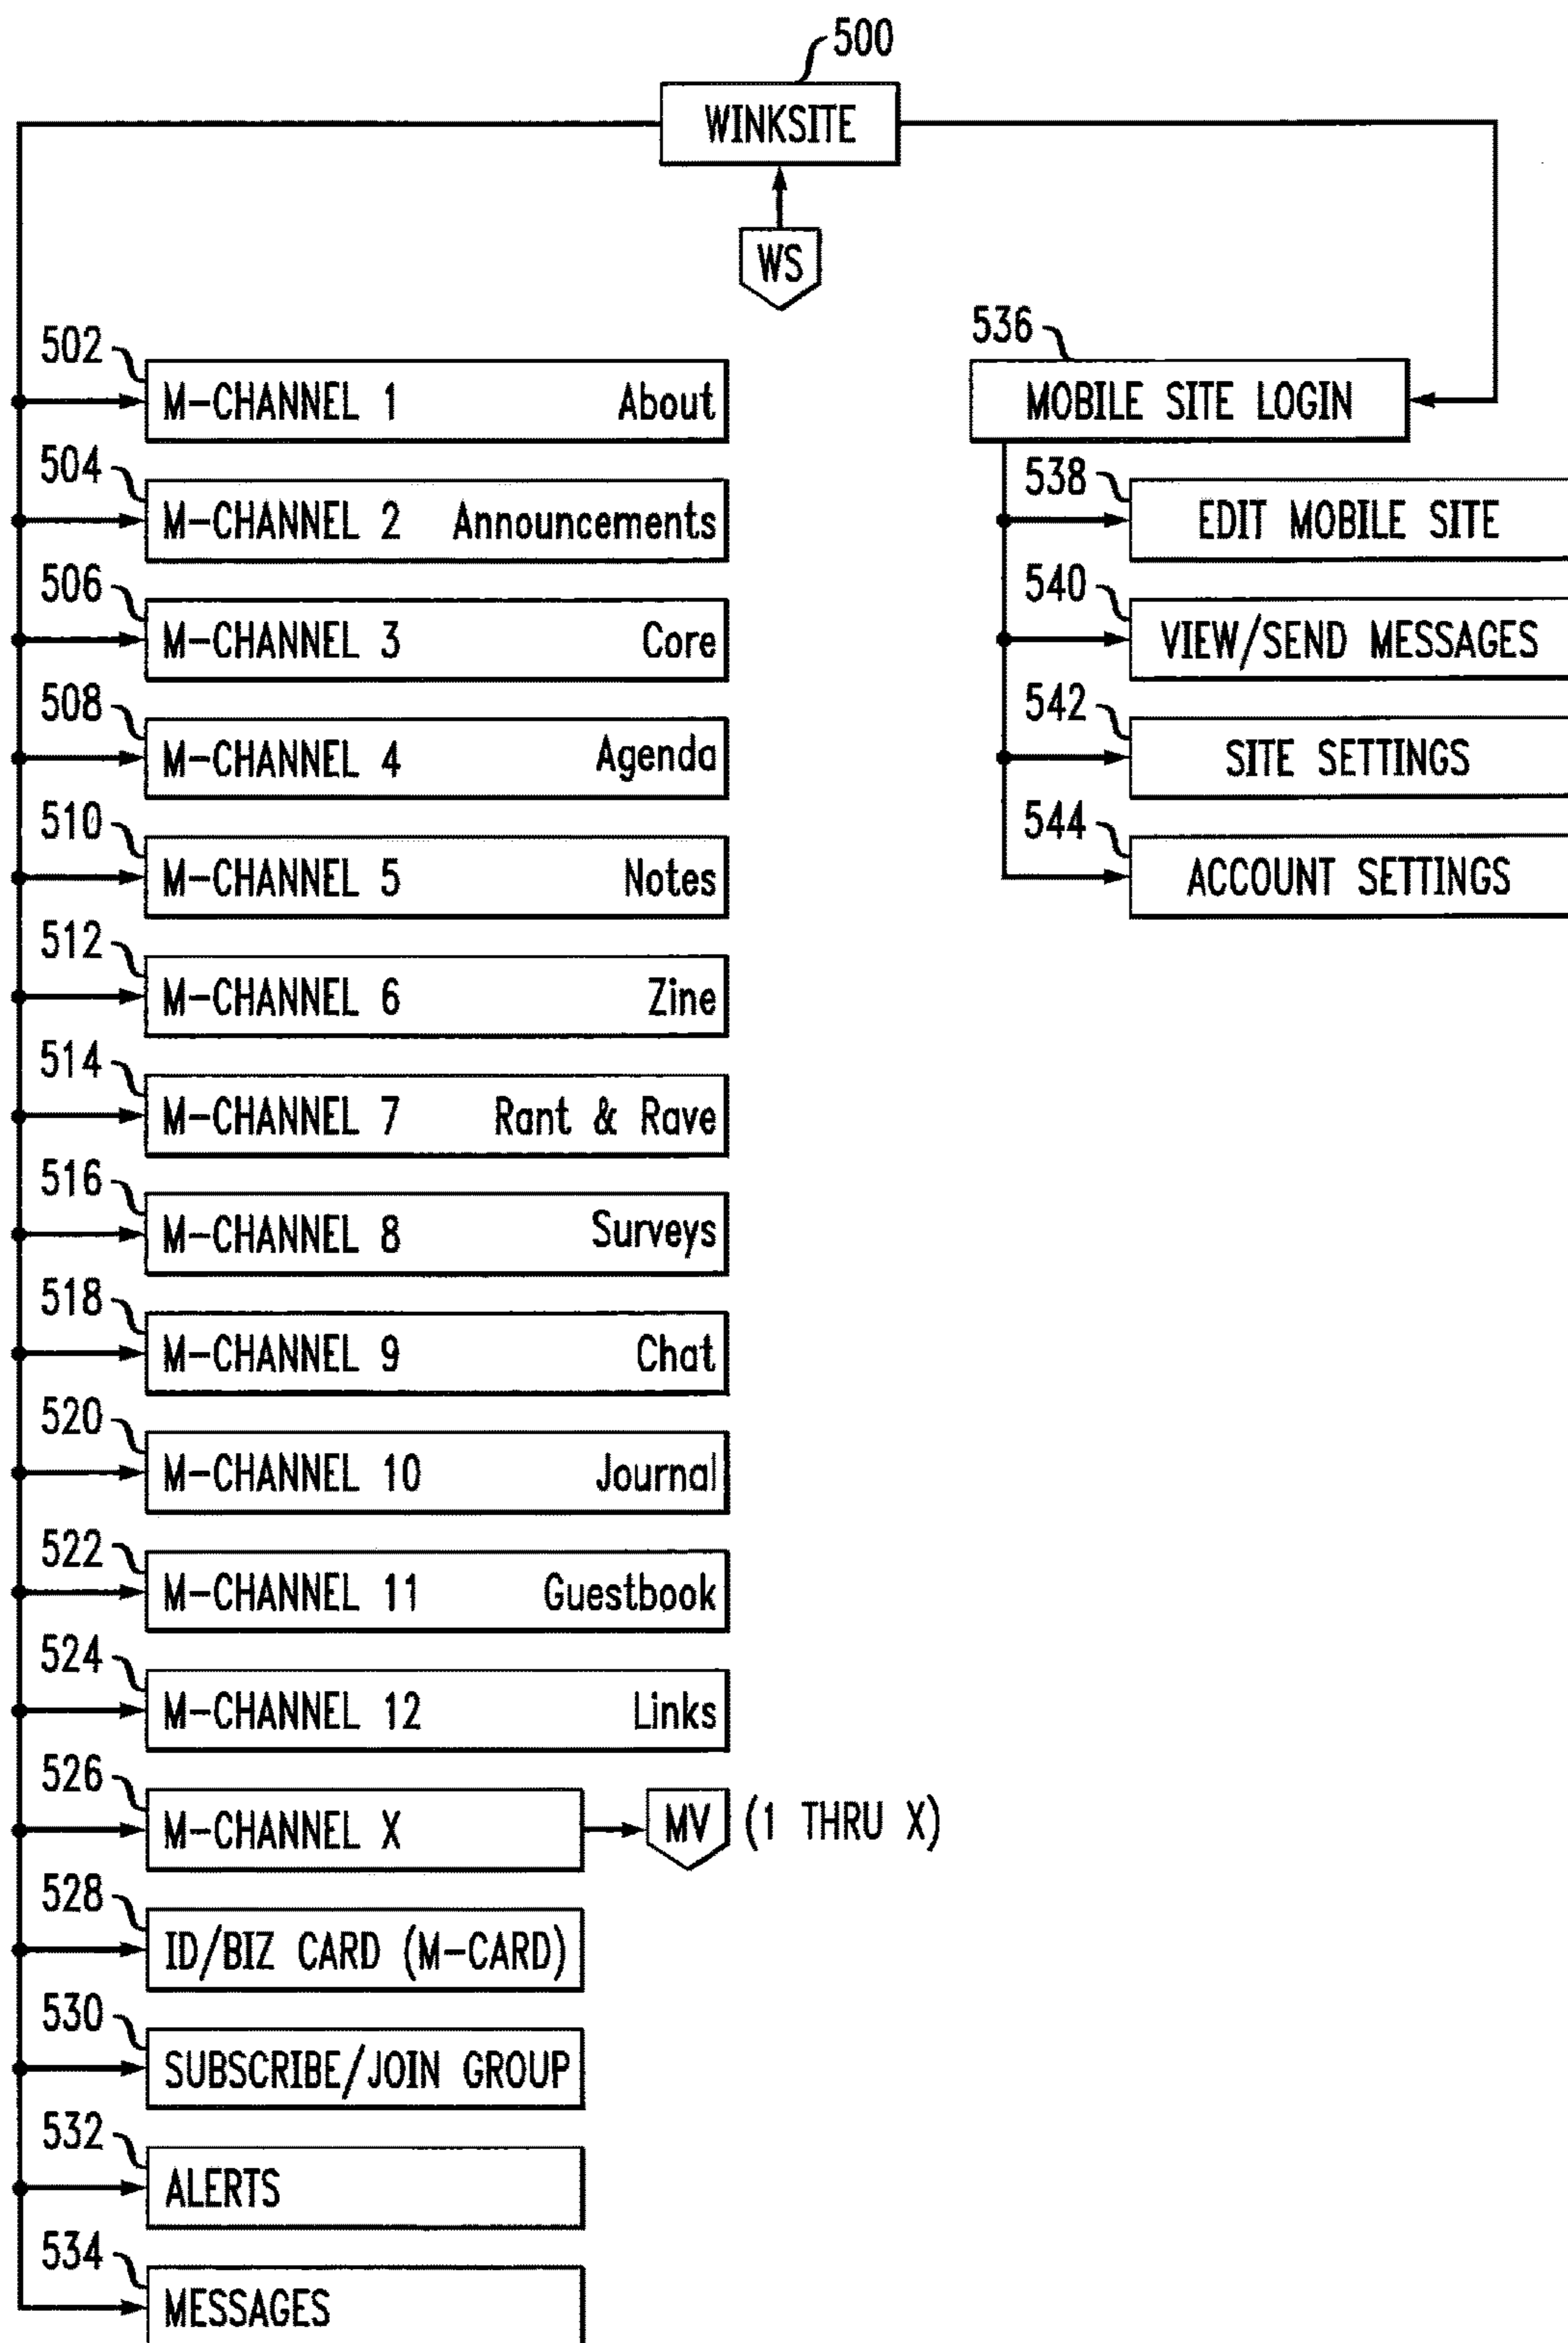 500
WINKSITE
WS
502
M-CHANNEL 1 About
504
M-CHANNEL 2 Announcements
506
M-CHANNEL 3 Core
508
M-CHANNEL 4 Agenda
510
M-CHANNEL 5 Notes
512
M-CHANNEL 6 Zine
514
M-CHANNEL 7 Rant & Rave
516
M-CHANNEL 8 Surveys
518
M-CHANNEL 9 Chat
520
M-CHANNEL 10 Journal
522
M-CHANNEL 11 Guestbook
524
M-CHANNEL 12 Links
526
M-CHANNEL X
MV (1 THRU X)
528
ID/BIZ CARD (M-CARD)
530
SUBSCRIBE/JOIN GROUP
532
ALERTS
534
MESSAGES
536
MOBILE SITE LOGIN
538
EDIT MOBILE SITE
540
VIEW/SEND MESSAGES
542
SITE SETTINGS
544
ACCOUNT SETTINGS